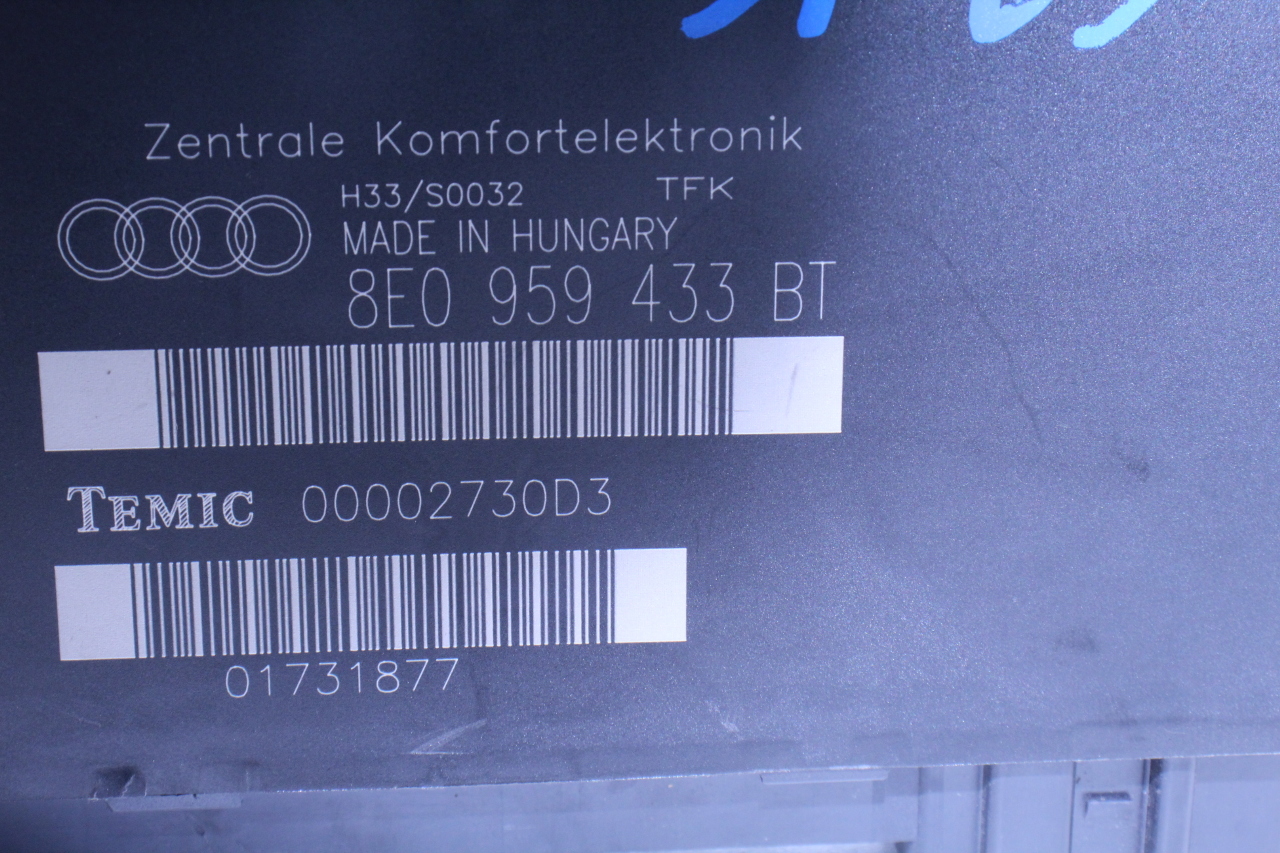 Zentrale Komfortelektronik
H33/S0032 TFK
MADE IN HUNGARY
8E0 959 433 BT
TEMIC 00002730D3
01731877